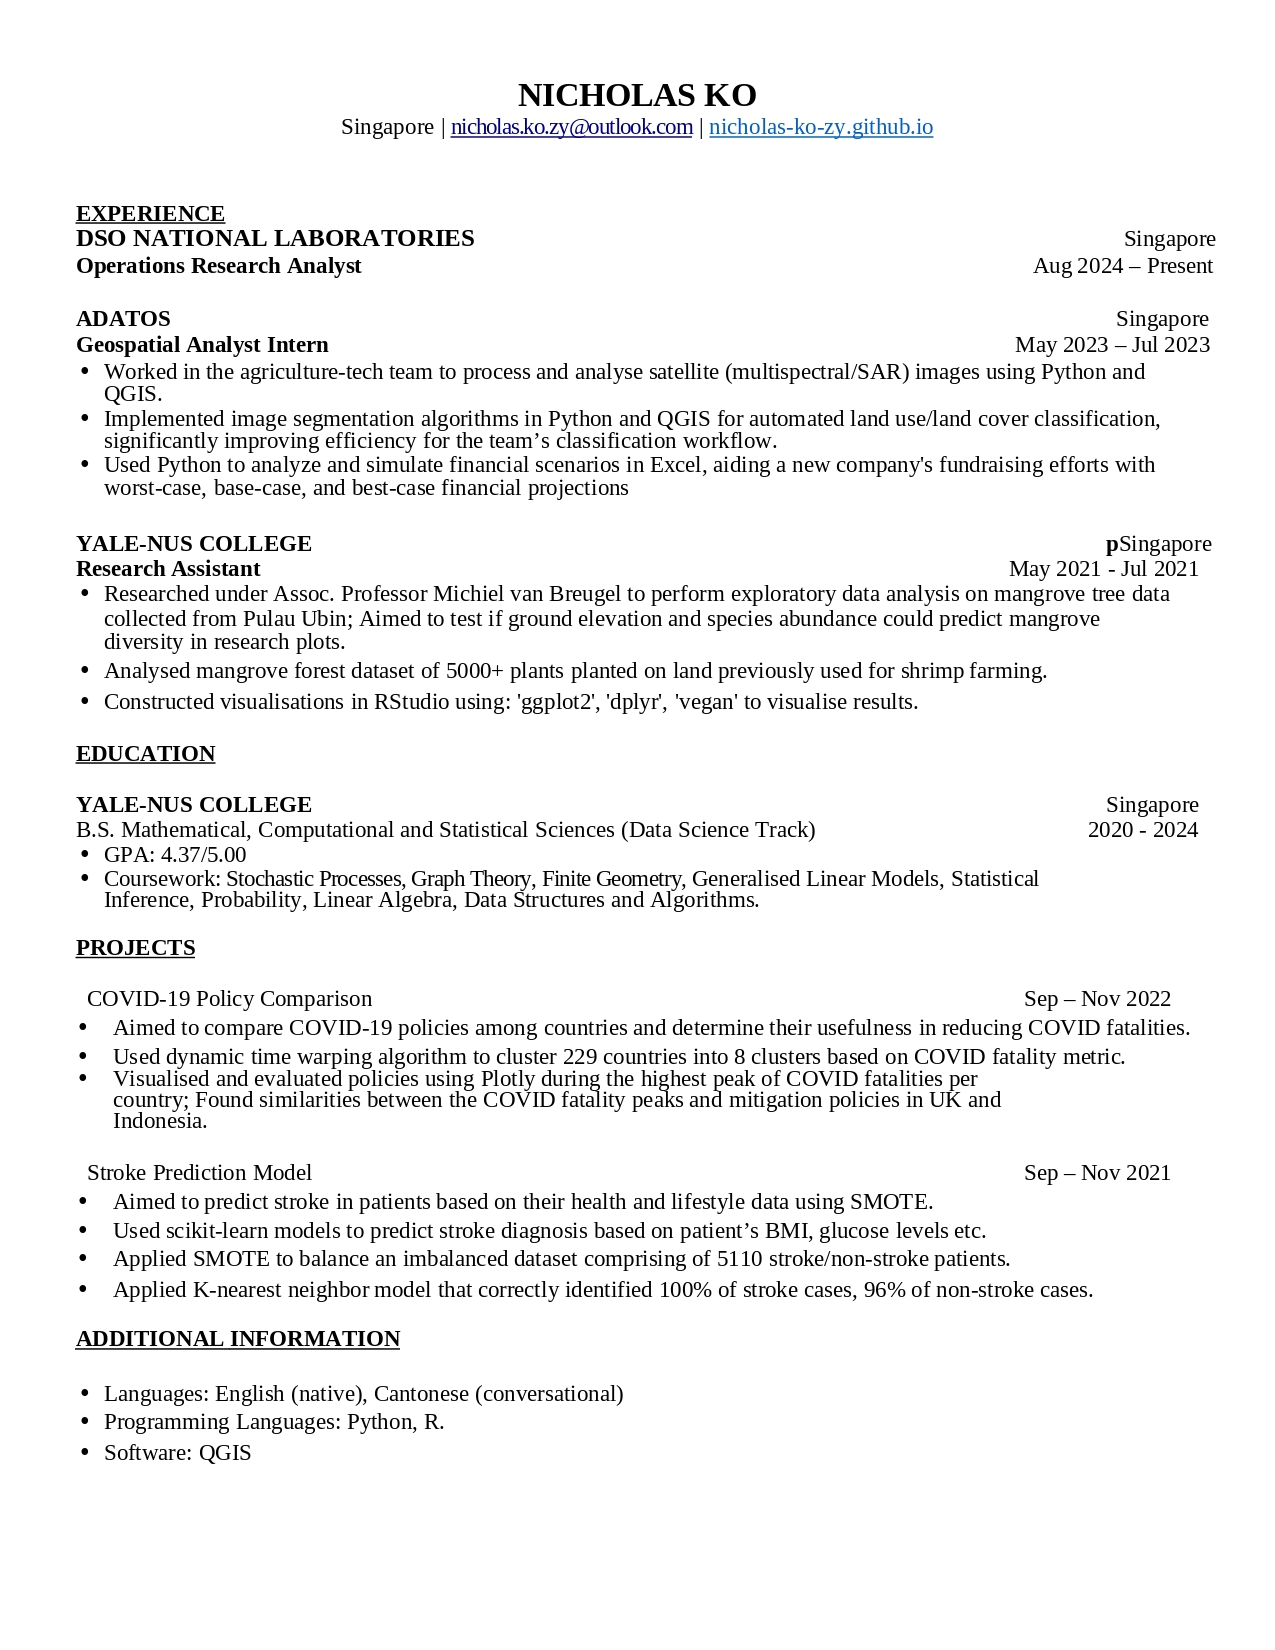 NICHOLAS KO
Singapore | nicholas.ko.zy@outlook.com | nicholas-ko-zy.github.io
EXPERIENCE
DSO NATIONAL LABORATORIES Singapore
Operations Research Analyst Aug 2024 – Present
ADATOS Singapore
Geospatial Analyst Intern May 2023 – Jul 2023
• Worked in the agriculture-tech team to process and analyse satellite (multispectral/SAR) images using Python and
QGIS.
• Implemented image segmentation algorithms in Python and QGIS for automated land use/land cover classification,
significantly improving efficiency for the team’s classification workflow.
• Used Python to analyze and simulate financial scenarios in Excel, aiding a new company's fundraising efforts with
worst-case, base-case, and best-case financial projections
YALE-NUS COLLEGE pSingapore
Research Assistant May 2021 - Jul 2021
• Researched under Assoc. Professor Michiel van Breugel to perform exploratory data analysis on mangrove tree data
collected from Pulau Ubin; Aimed to test if ground elevation and species abundance could predict mangrove
diversity in research plots.
• Analysed mangrove forest dataset of 5000+ plants planted on land previously used for shrimp farming.
• Constructed visualisations in RStudio using: 'ggplot2', 'dplyr', 'vegan' to visualise results.
EDUCATION
YALE-NUS COLLEGE Singapore
B.S. Mathematical, Computational and Statistical Sciences (Data Science Track) 2020 - 2024
• GPA: 4.37/5.00
• Coursework: Stochastic Processes, Graph Theory, Finite Geometry, Generalised Linear Models, Statistical
Inference, Probability, Linear Algebra, Data Structures and Algorithms.
PROJECTS
COVID-19 Policy Comparison Sep – Nov 2022
• Aimed to compare COVID-19 policies among countries and determine their usefulness in reducing COVID fatalities.
• Used dynamic time warping algorithm to cluster 229 countries into 8 clusters based on COVID fatality metric.
• Visualised and evaluated policies using Plotly during the highest peak of COVID fatalities per
country; Found similarities between the COVID fatality peaks and mitigation policies in UK and
Indonesia.
Stroke Prediction Model Sep – Nov 2021
• Aimed to predict stroke in patients based on their health and lifestyle data using SMOTE.
• Used scikit-learn models to predict stroke diagnosis based on patient’s BMI, glucose levels etc.
• Applied SMOTE to balance an imbalanced dataset comprising of 5110 stroke/non-stroke patients.
• Applied K-nearest neighbor model that correctly identified 100% of stroke cases, 96% of non-stroke cases.
ADDITIONAL INFORMATION
• Languages: English (native), Cantonese (conversational)
• Programming Languages: Python, R.
• Software: QGIS